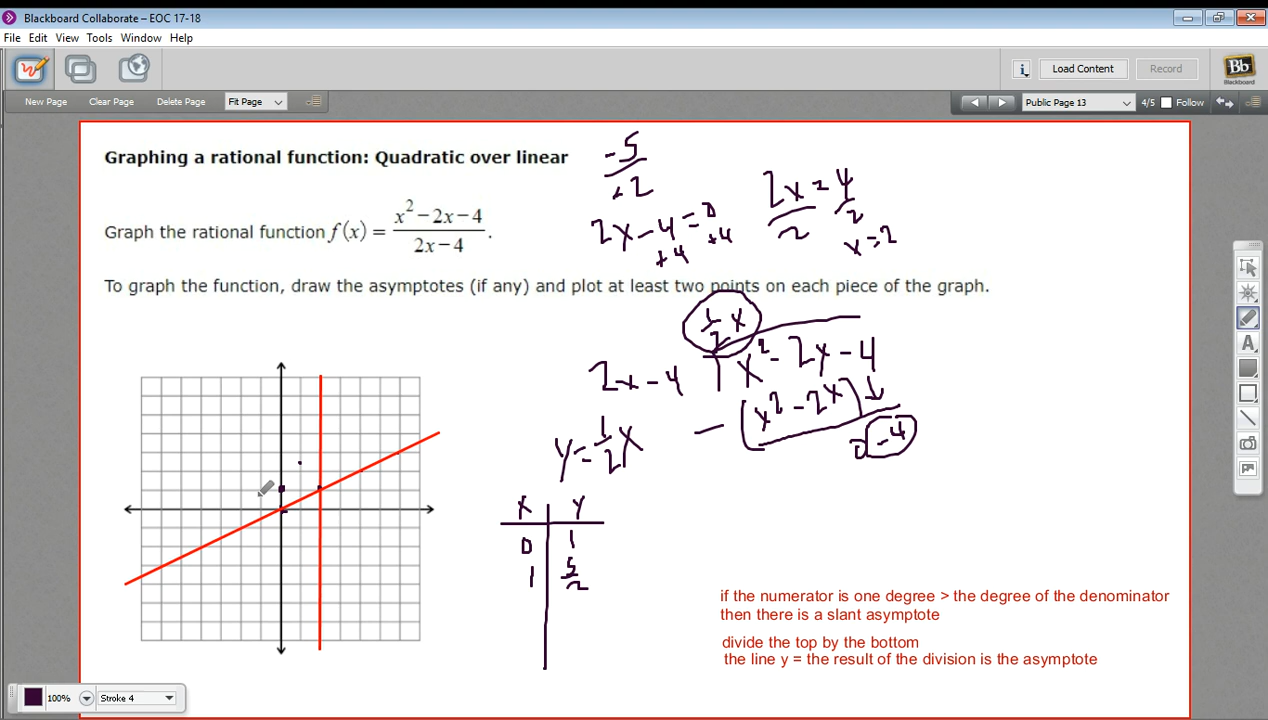 Blackboard Collaborate – EOC 17-18
File Edit View Tools Window Help
i Load Content Record Bb Blackboard
New Page Clear Page Delete Page Fit Page Public Page 13 4/5 Follow
Graphing a rational function: Quadratic over linear
-5/+2
2x-4=0
+4 +4
2x/2 = 4/2
x=2
Graph the rational function f(x) = (x² − 2x − 4)/(2x − 4).
To graph the function, draw the asymptotes (if any) and plot at least two points on each piece of the graph.
1/2 x
2x-4 x²-2x-4
- (x²-2x)
0 -4
y=1/2x
x y
0 1
1 5/2
if the numerator is one degree > the degree of the denominator
then there is a slant asymptote
divide the top by the bottom
the line y = the result of the division is the asymptote
100% Stroke 4